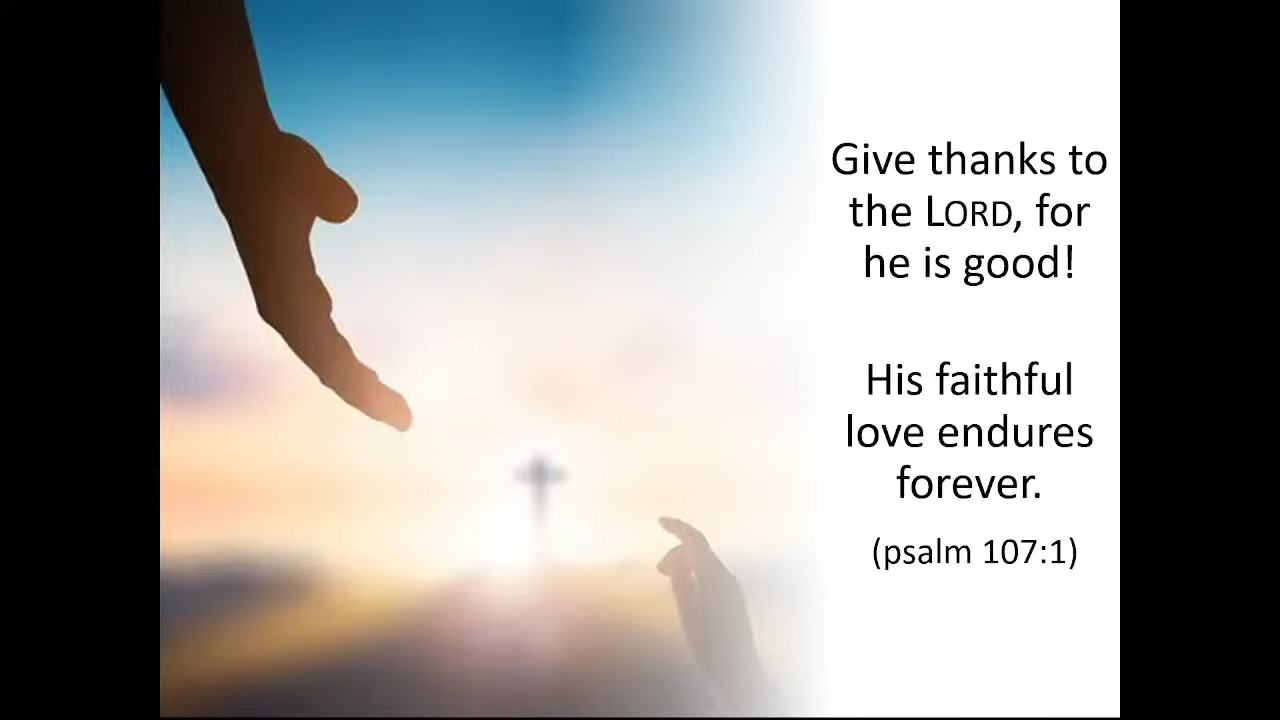 Give thanks to
the LORD, for
he is good!
His faithful
love endures
forever.
(psalm 107:1)